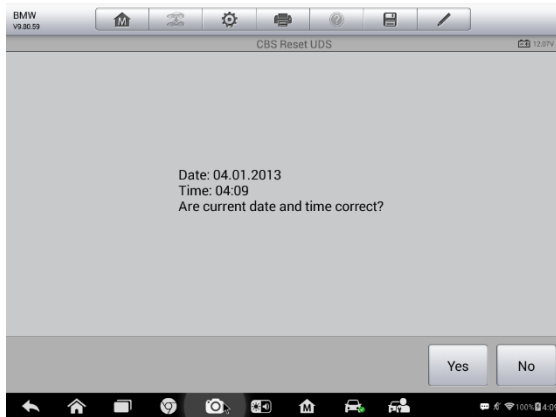 BMW
V9.80.59
CBS Reset UDS
12.07V
Date: 04.01.2013
Time: 04:09
Are current date and time correct?
Yes
No
100%